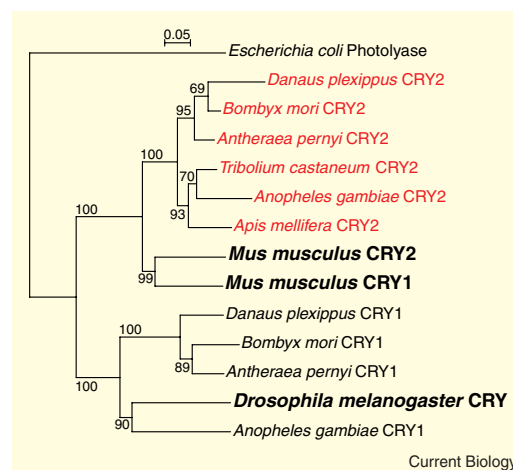 0.05
Escherichia coli Photolyase
Danaus plexippus CRY2
69
Bombyx mori CRY2
95
Antheraea pernyi CRY2
100
Tribolium castaneum CRY2
70
Anopheles gambiae CRY2
93
Apis mellifera CRY2
100
Mus musculus CRY2
99
Mus musculus CRY1
Danaus plexippus CRY1
100
Bombyx mori CRY1
89
Antheraea pernyi CRY1
100
Drosophila melanogaster CRY
90
Anopheles gambiae CRY1
Current Biology